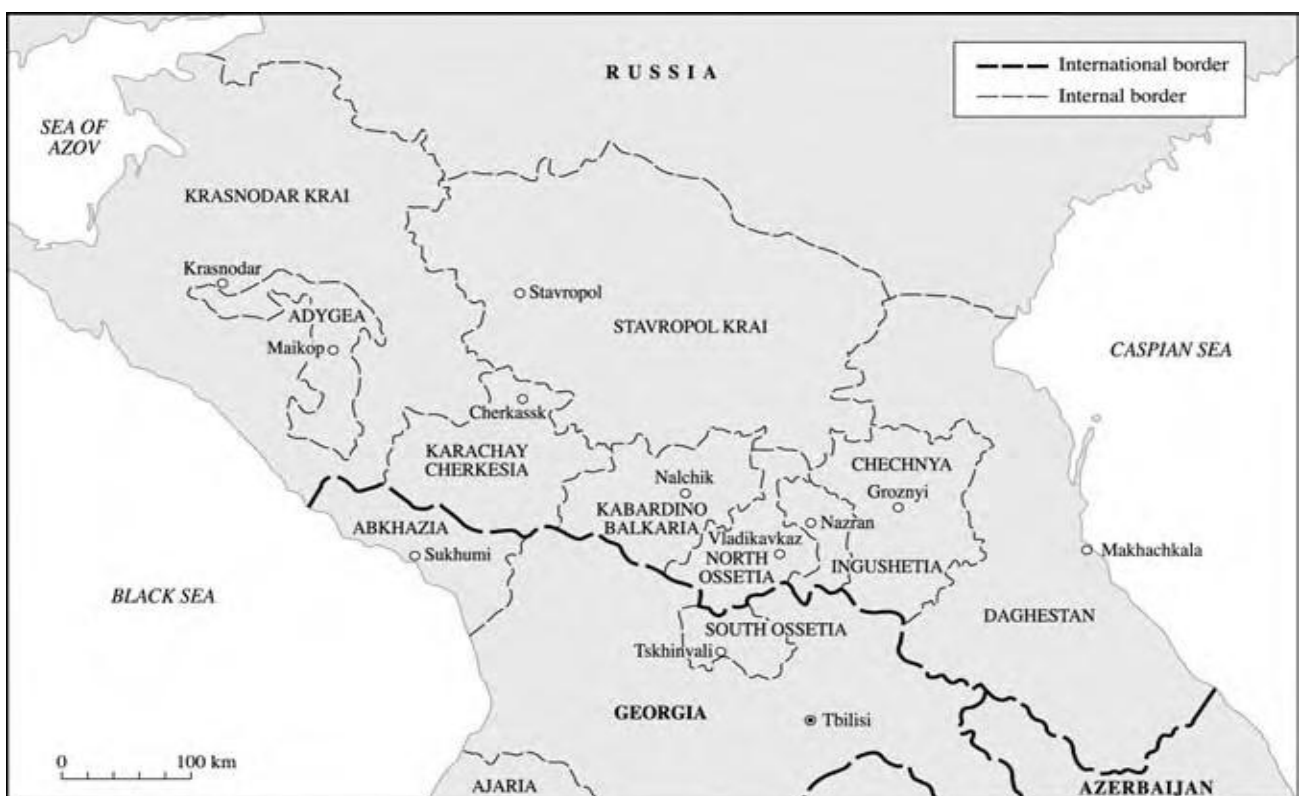 RUSSIA
International border
Internal border
SEA OF
AZOV
KRASNODAR KRAI
Krasnodar
ADYGEA
Maikop
Stavropol
STAVROPOL KRAI
CASPIAN SEA
Cherkassk
KARACHAY
CHERKESIA
Nalchik
KABARDINO
BALKARIA
CHECHNYA
Groznyi
Nazran
Vladikavkaz
NORTH
OSSETIA
INGUSHETIA
ABKHAZIA
Sukhumi
Makhachkala
BLACK SEA
DAGHESTAN
SOUTH OSSETIA
Tskhinvali
GEORGIA
Tbilisi
0 100 km
AJARIA
AZERBAIJAN